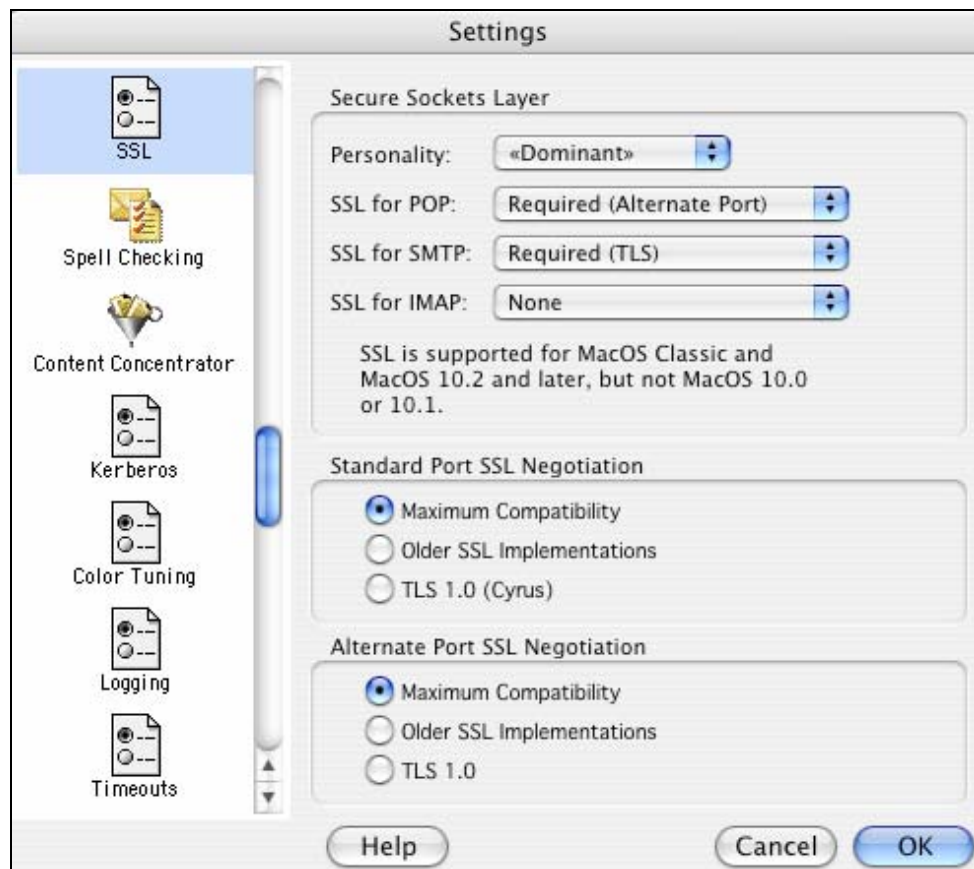 Settings
SSL
Spell Checking
Content Concentrator
Kerberos
Color Tuning
Logging
Timeouts
Secure Sockets Layer
Personality: «Dominant»
SSL for POP: Required (Alternate Port)
SSL for SMTP: Required (TLS)
SSL for IMAP: None
SSL is supported for MacOS Classic and
MacOS 10.2 and later, but not MacOS 10.0
or 10.1.
Standard Port SSL Negotiation
Maximum Compatibility
Older SSL Implementations
TLS 1.0 (Cyrus)
Alternate Port SSL Negotiation
Maximum Compatibility
Older SSL Implementations
TLS 1.0
Help Cancel OK